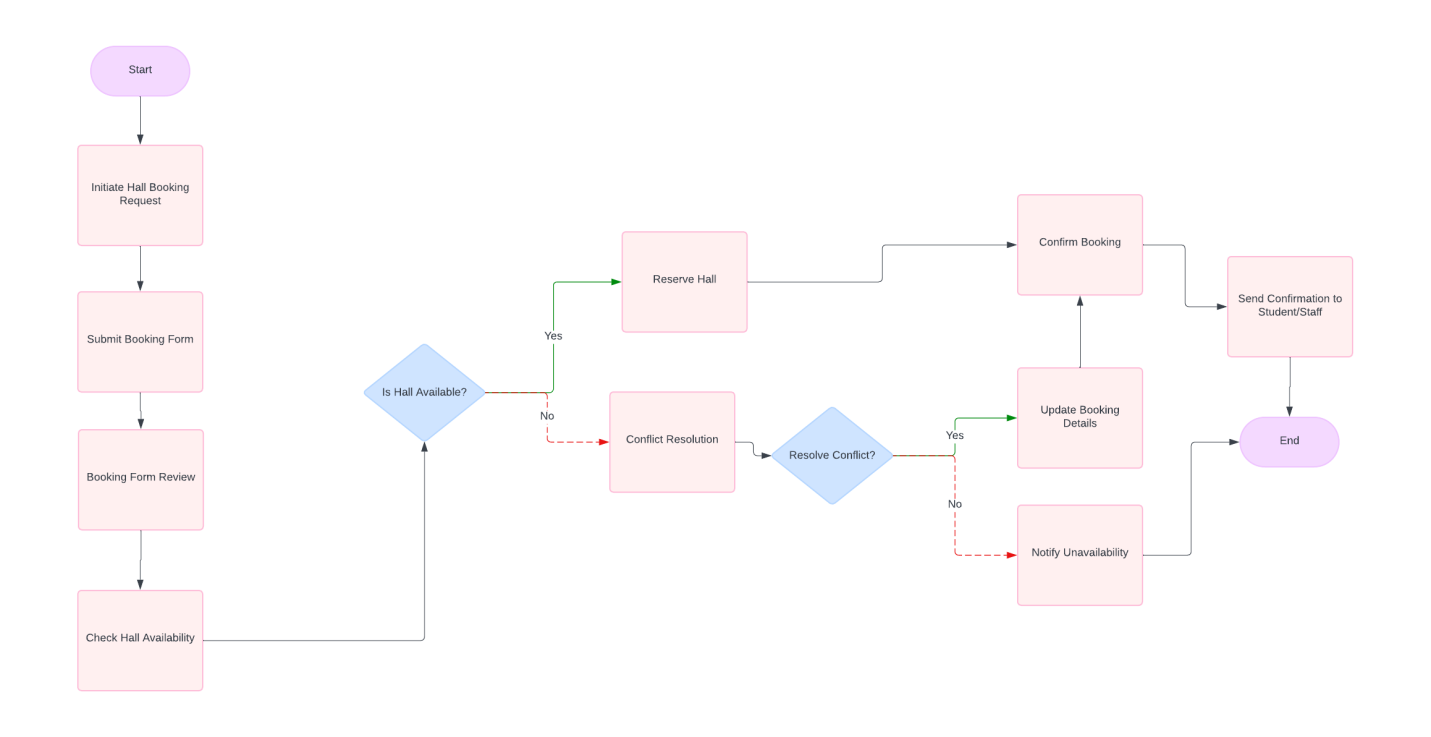 Start
Initiate Hall Booking
Request
Submit Booking Form
Booking Form Review
Check Hall Availability
Is Hall Available?
Yes
No
Reserve Hall
Conflict Resolution
Resolve Conflict?
Yes
No
Confirm Booking
Update Booking
Details
Notify Unavailability
Send Confirmation to
Student/Staff
End